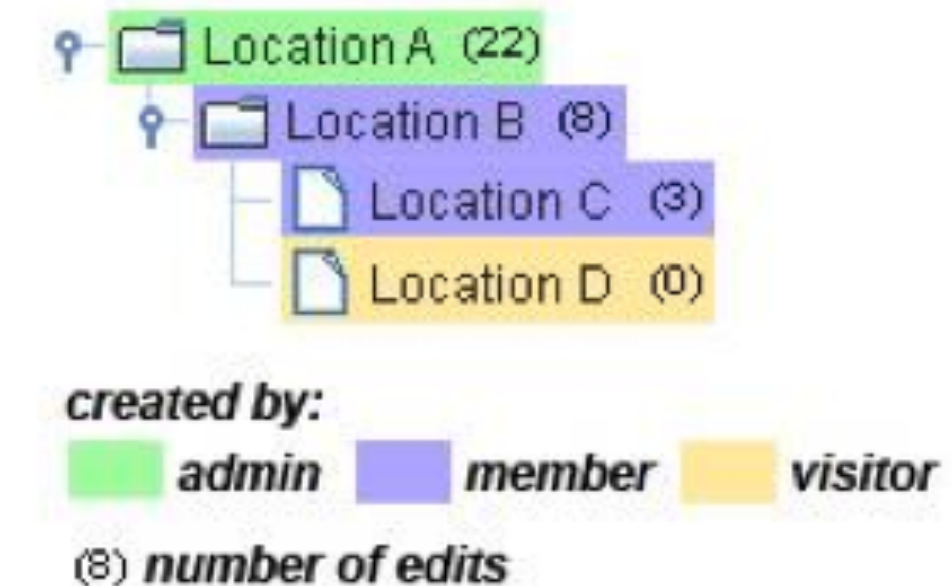 Location A (22)
Location B (8)
Location C (3)
Location D (0)
created by:
admin member visitor
(8) number of edits